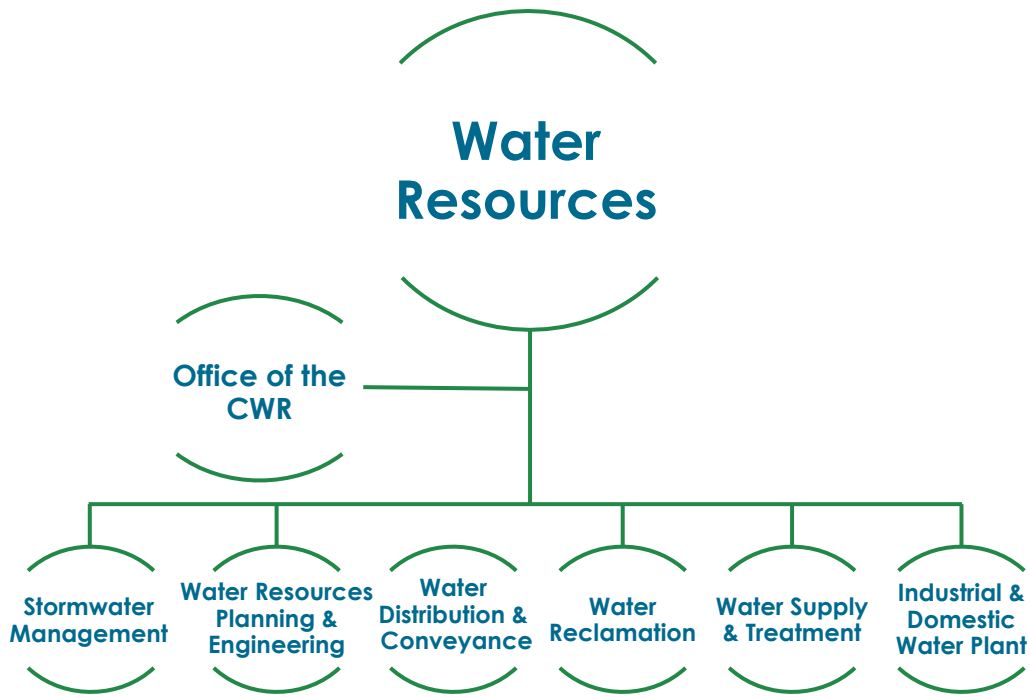 Water
Resources
Office of the
CWR
Stormwater
Management
Water Resources
Planning &
Engineering
Water
Distribution &
Conveyance
Water
Reclamation
Water Supply
& Treatment
Industrial &
Domestic
Water Plant